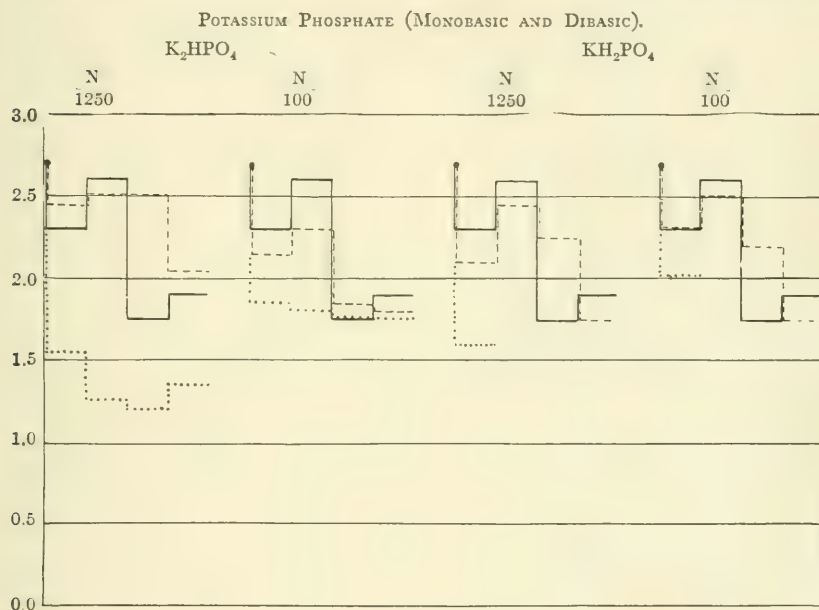 Potassium Phosphate (Monobasic and Dibasic).
K₂HPO₄ KH₂PO₄
N N N N
1250 100 1250 100
3.0
2.5
2.0
1.5
1.0
0.5
0.0